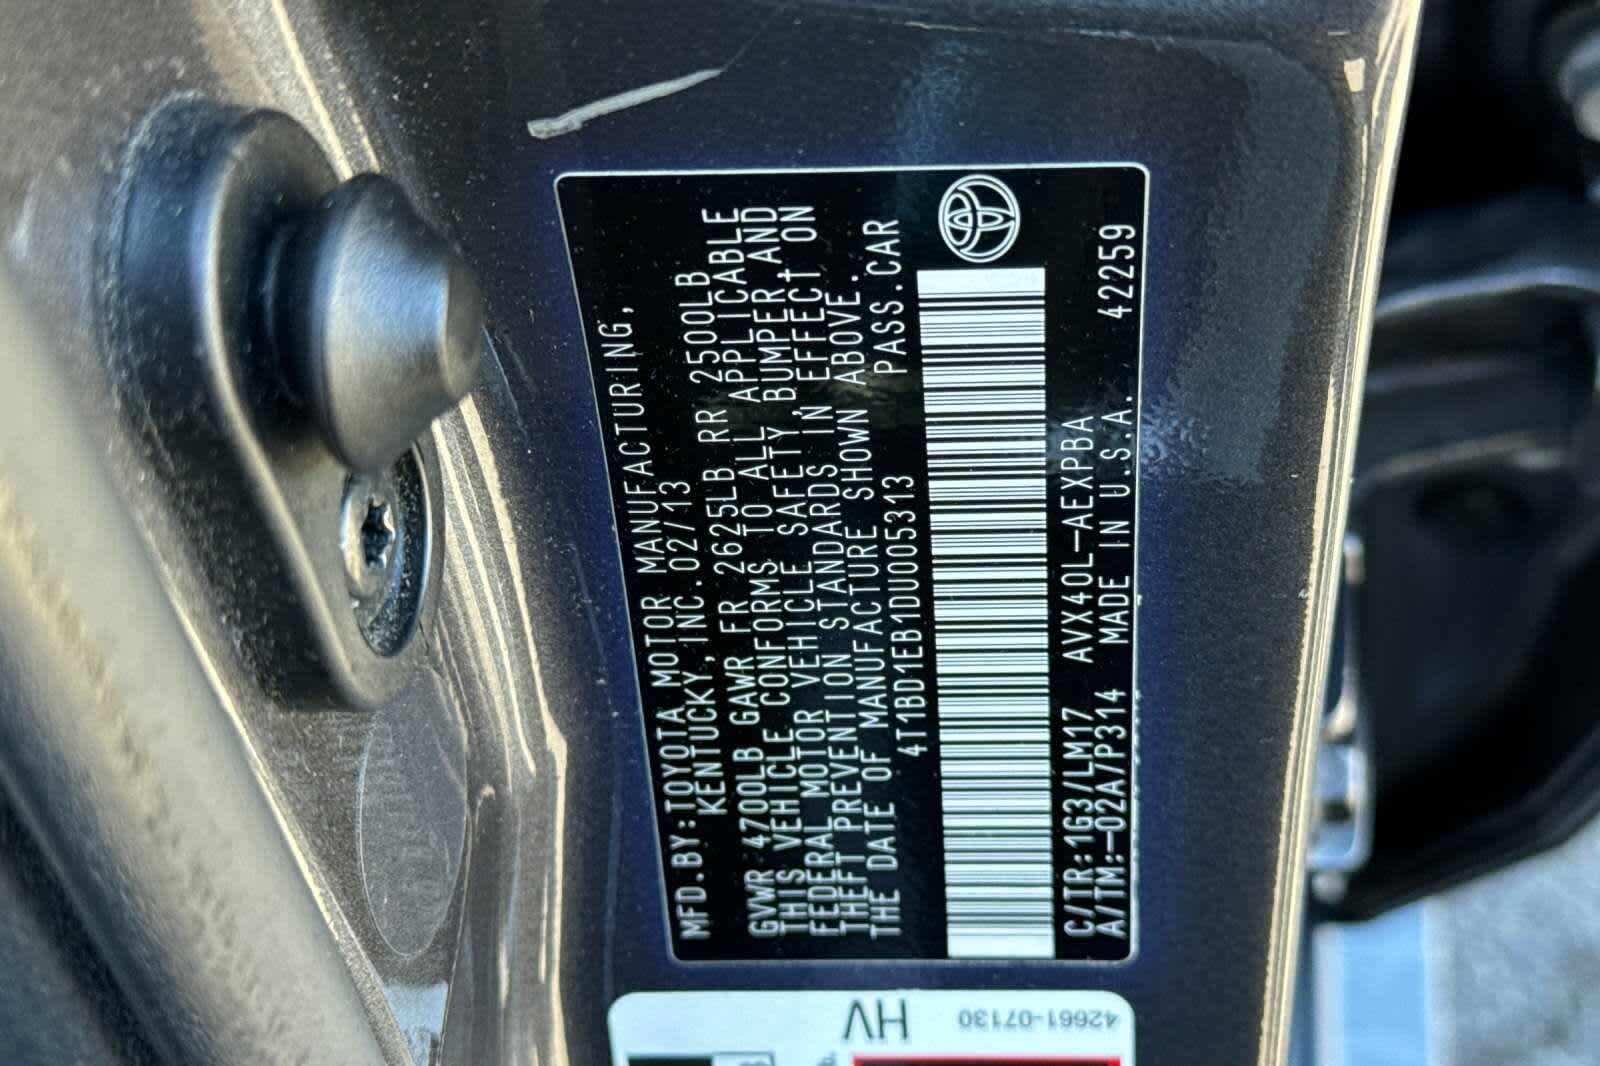 MFD.BY:TOYOTA MOTOR MANUFACTURING,
KENTUCKY, INC. 02/13
GVWR 4700LB GAWR FR 2625LB RR 2500LB
THIS VEHICLE CONFORMS TO ALL APPLICABLE
FEDERAL MOTOR VEHICLE SAFETY,BUMPER,AND
THEFT PREVENTION STANDARDS IN EFFECT ON
THE DATE OF MANUFACTURE SHOWN ABOVE.
4T1BD1EB1DU005313 PASS.CAR
C/TR:1G3/LM17 AVX40L-AEXPBA
A/TM:-02A/P314 MADE IN U.S.A. 42259
HV
42661-07130